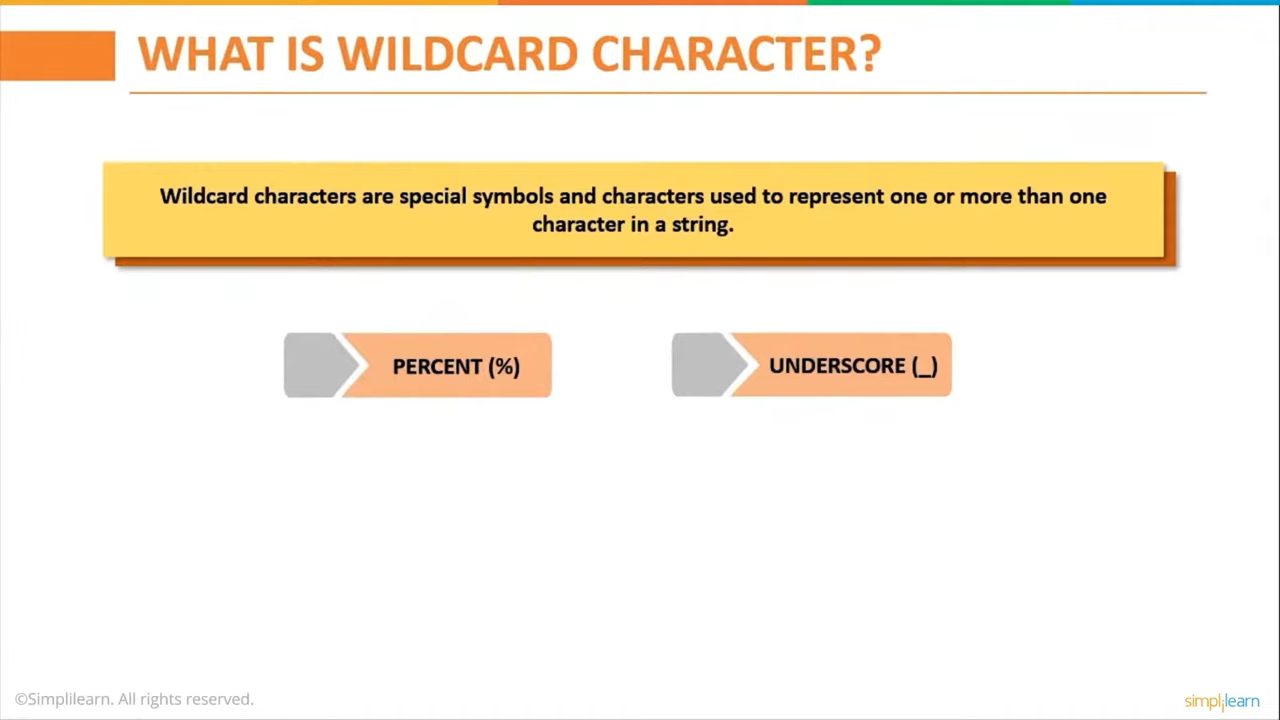 WHAT IS WILDCARD CHARACTER?
Wildcard characters are special symbols and characters used to represent one or more than one
character in a string.
PERCENT (%)
UNDERSCORE (_)
©Simplilearn. All rights reserved.
simplilearn